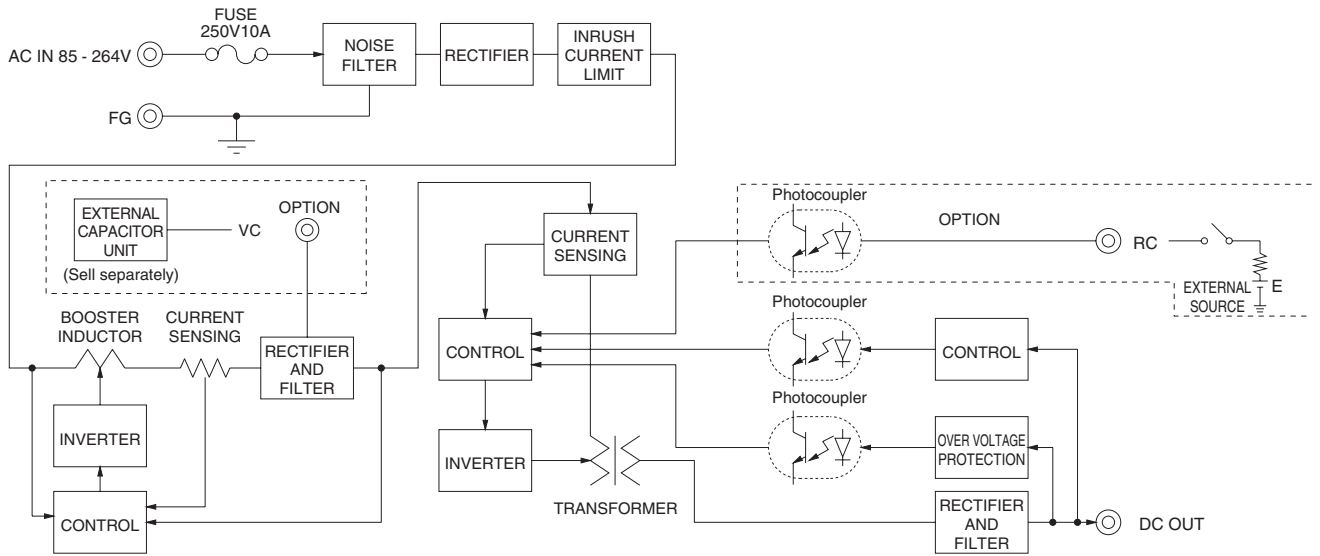 FUSE
250V10A
AC IN 85 - 264V
NOISE
FILTER
RECTIFIER
INRUSH
CURRENT
LIMIT
FG
EXTERNAL
CAPACITOR
UNIT
(Sell separately)
VC
OPTION
CURRENT
SENSING
Photocoupler
OPTION
RC
EXTERNAL
SOURCE
E
BOOSTER
INDUCTOR
CURRENT
SENSING
RECTIFIER
AND
FILTER
CONTROL
Photocoupler
CONTROL
INVERTER
Photocoupler
INVERTER
OVER VOLTAGE
PROTECTION
TRANSFORMER
CONTROL
RECTIFIER
AND
FILTER
DC OUT